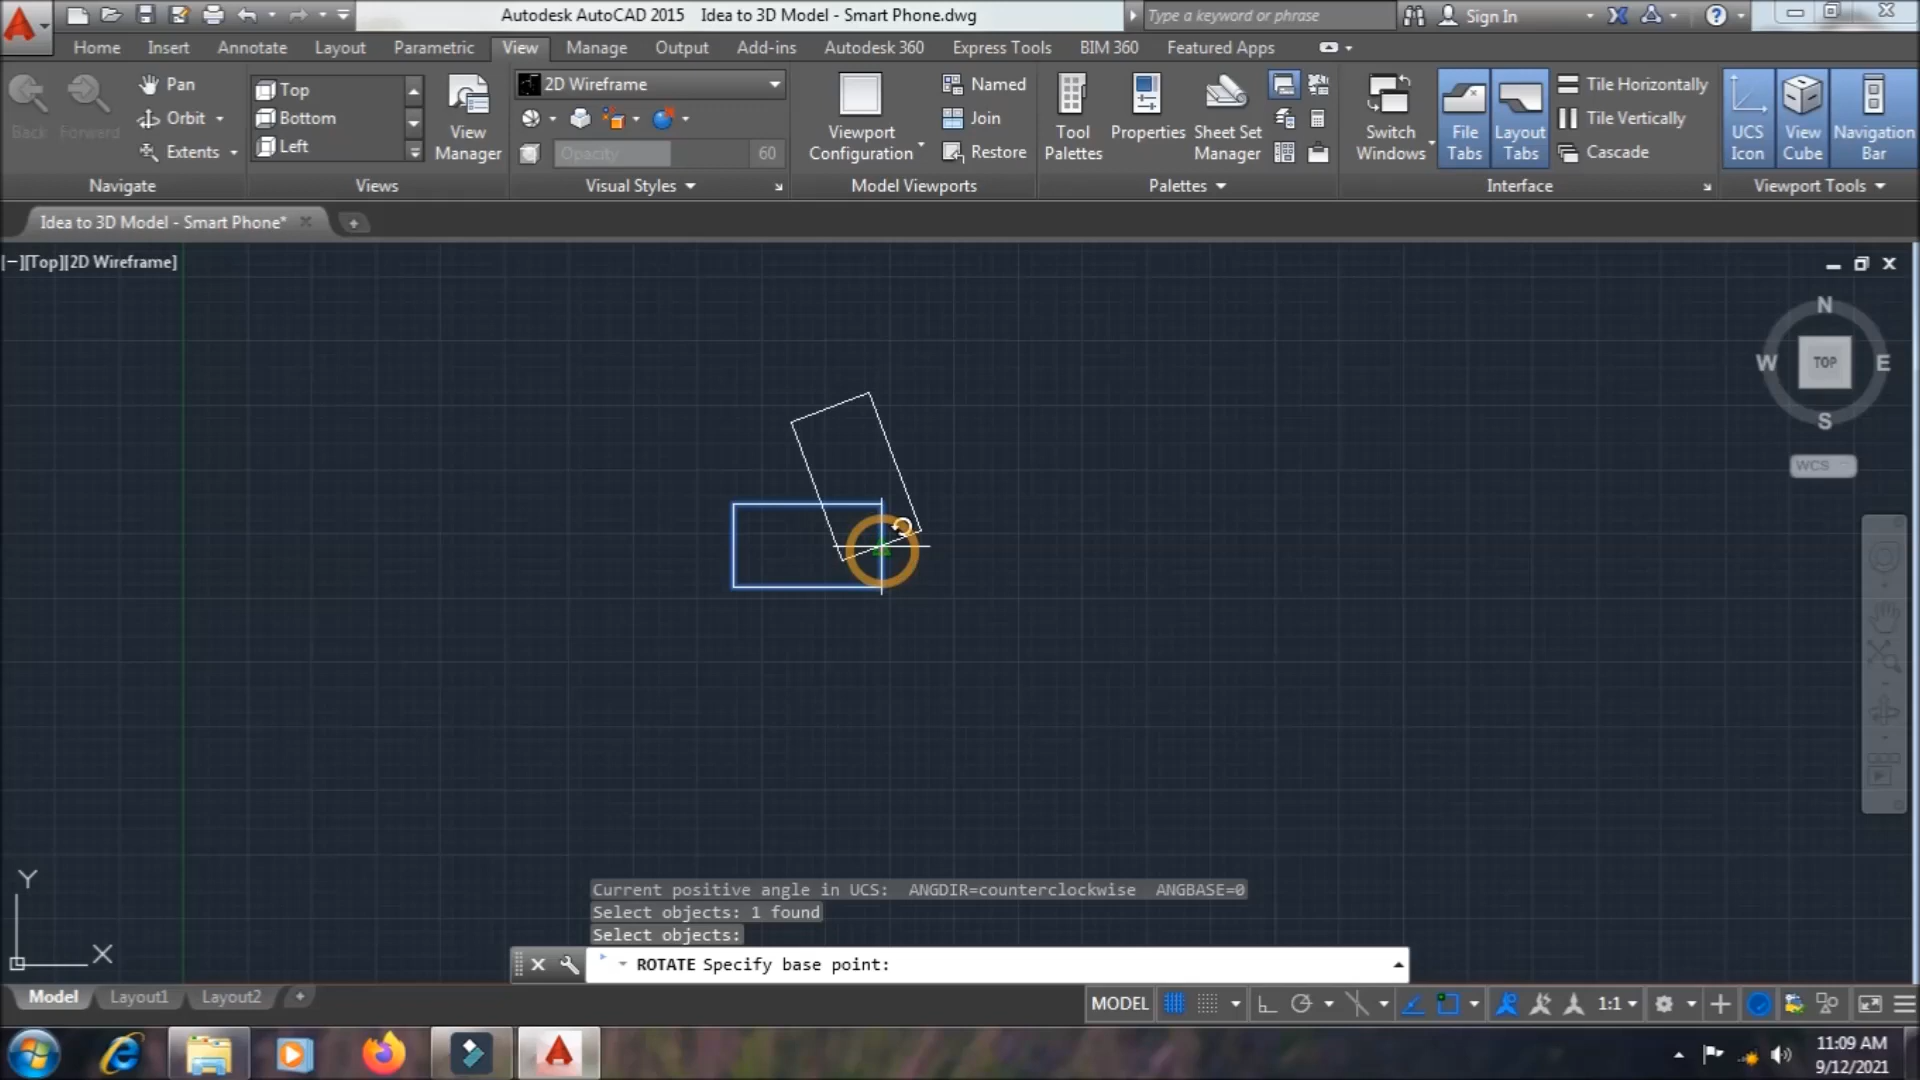 Autodesk AutoCAD 2015 Idea to 3D Model - Smart Phone.dwg
Type a keyword or phrase
Sign In
Home Insert Annotate Layout Parametric View Manage Output Add-ins Autodesk 360 Express Tools BIM 360 Featured Apps
Back
Forward
Pan
Orbit
Extents
Navigate
Top
Bottom
Left
View
Manager
Views
2D Wireframe
Opacity 60
Visual Styles
Viewport
Configuration
Named
Join
Restore
Model Viewports
Tool
Palettes
Properties
Sheet Set
Manager
Palettes
Switch
Windows
File
Tabs
Layout
Tabs
Tile Horizontally
Tile Vertically
Cascade
Interface
UCS
Icon
View
Cube
Navigation
Bar
Viewport Tools
Idea to 3D Model - Smart Phone*
[−][Top][2D Wireframe]
N
W TOP E
S
WCS
Y
X
Current positive angle in UCS: ANGDIR=counterclockwise ANGBASE=0
Select objects: 1 found
Select objects:
ROTATE Specify base point:
Model Layout1 Layout2
MODEL 1:1
11:09 AM
9/12/2021